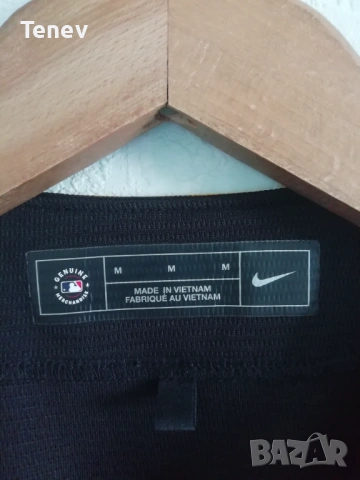 Tenev
GENUINE
MERCHANDISE
M M M
MADE IN VIETNAM
FABRIQUÉ AU VIETNAM
BAZAR